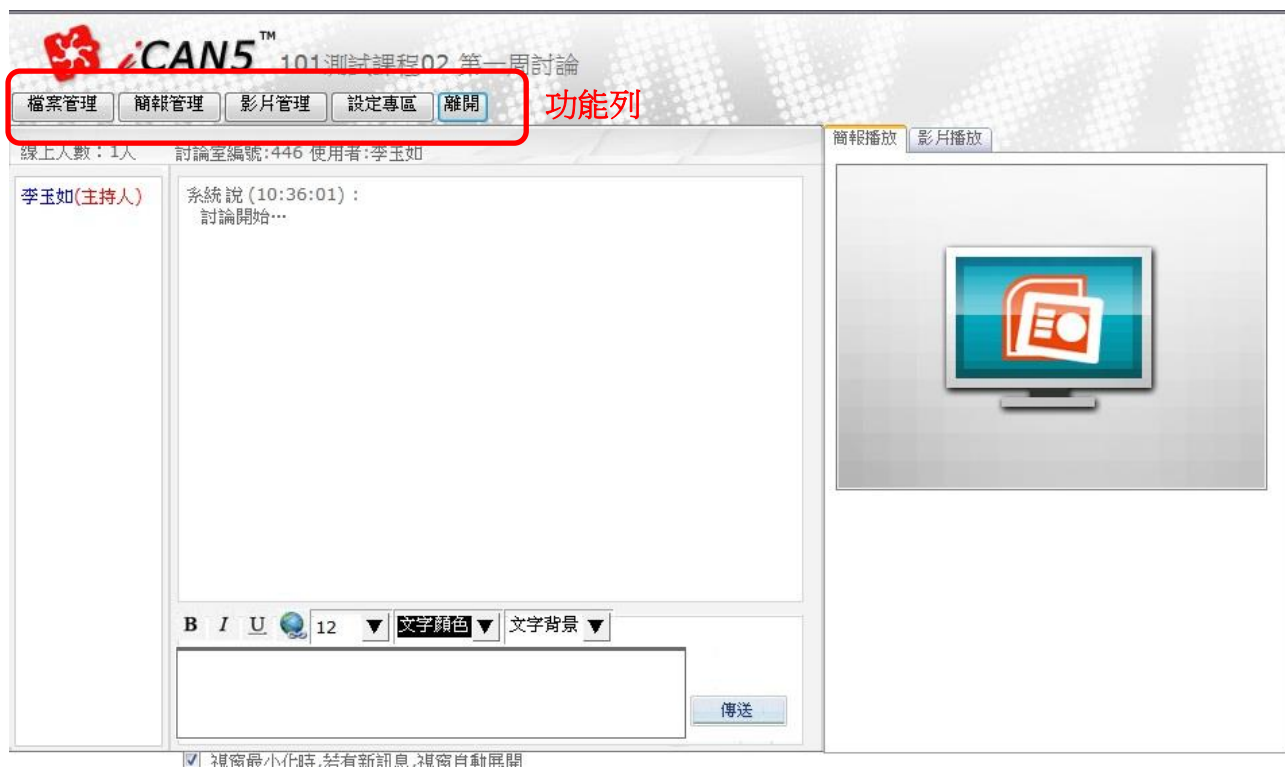 iCAN5™ 101測試課程02 第一周討論
檔案管理 簡報管理 影片管理 設定專區 離開 功能列
線上人數：1人 討論室編號:446 使用者:李玉如
簡報播放 影片播放
李玉如(主持人)
系統說 (10:36:01)：
討論開始…
B I U 12 ▼ 文字顏色 ▼ 文字背景 ▼
傳送
視窗最小化時,若有新訊息,視窗自動展開